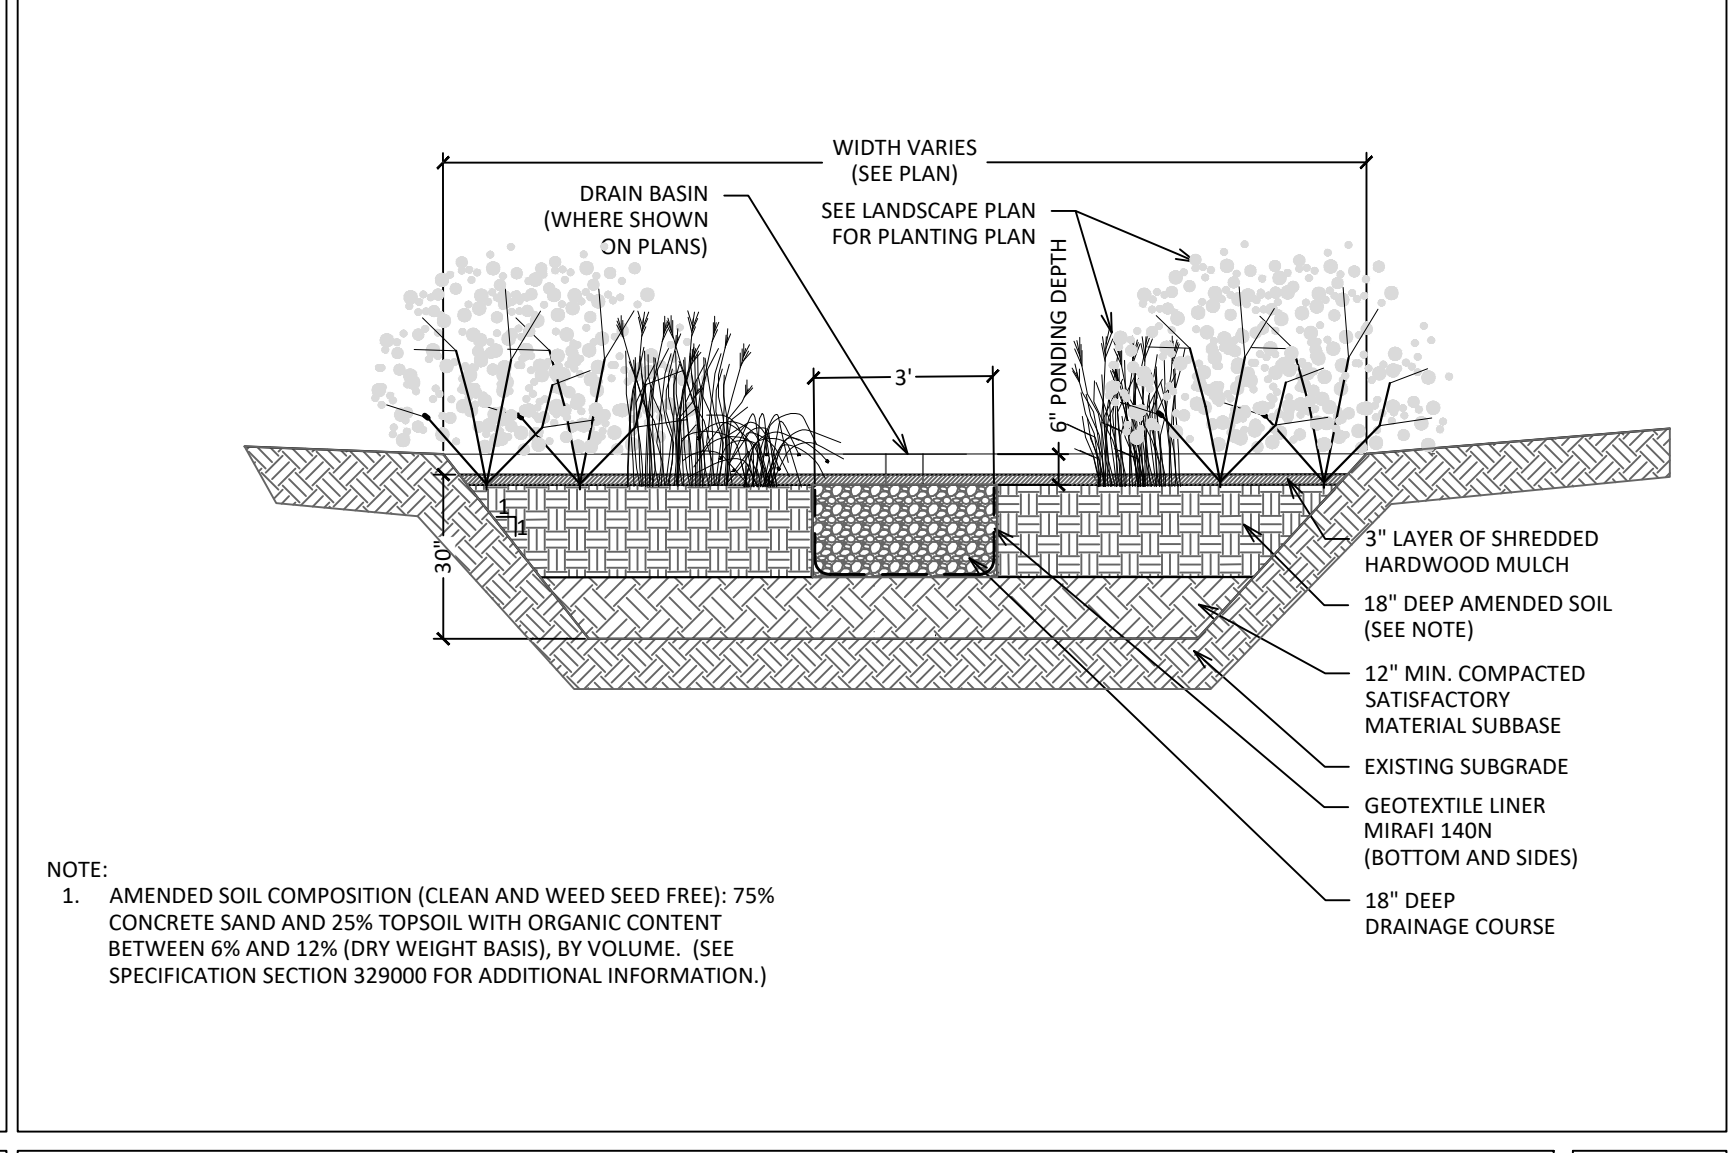 WIDTH VARIES
(SEE PLAN)
DRAIN BASIN
(WHERE SHOWN
ON PLANS)
SEE LANDSCAPE PLAN
FOR PLANTING PLAN
6" PONDING DEPTH
3'
1
1
30"
3" LAYER OF SHREDDED
HARDWOOD MULCH
18" DEEP AMENDED SOIL
(SEE NOTE)
12" MIN. COMPACTED
SATISFACTORY
MATERIAL SUBBASE
EXISTING SUBGRADE
GEOTEXTILE LINER
MIRAFI 140N
(BOTTOM AND SIDES)
18" DEEP
DRAINAGE COURSE
NOTE:
1. AMENDED SOIL COMPOSITION (CLEAN AND WEED SEED FREE): 75%
CONCRETE SAND AND 25% TOPSOIL WITH ORGANIC CONTENT
BETWEEN 6% AND 12% (DRY WEIGHT BASIS), BY VOLUME. (SEE
SPECIFICATION SECTION 329000 FOR ADDITIONAL INFORMATION.)